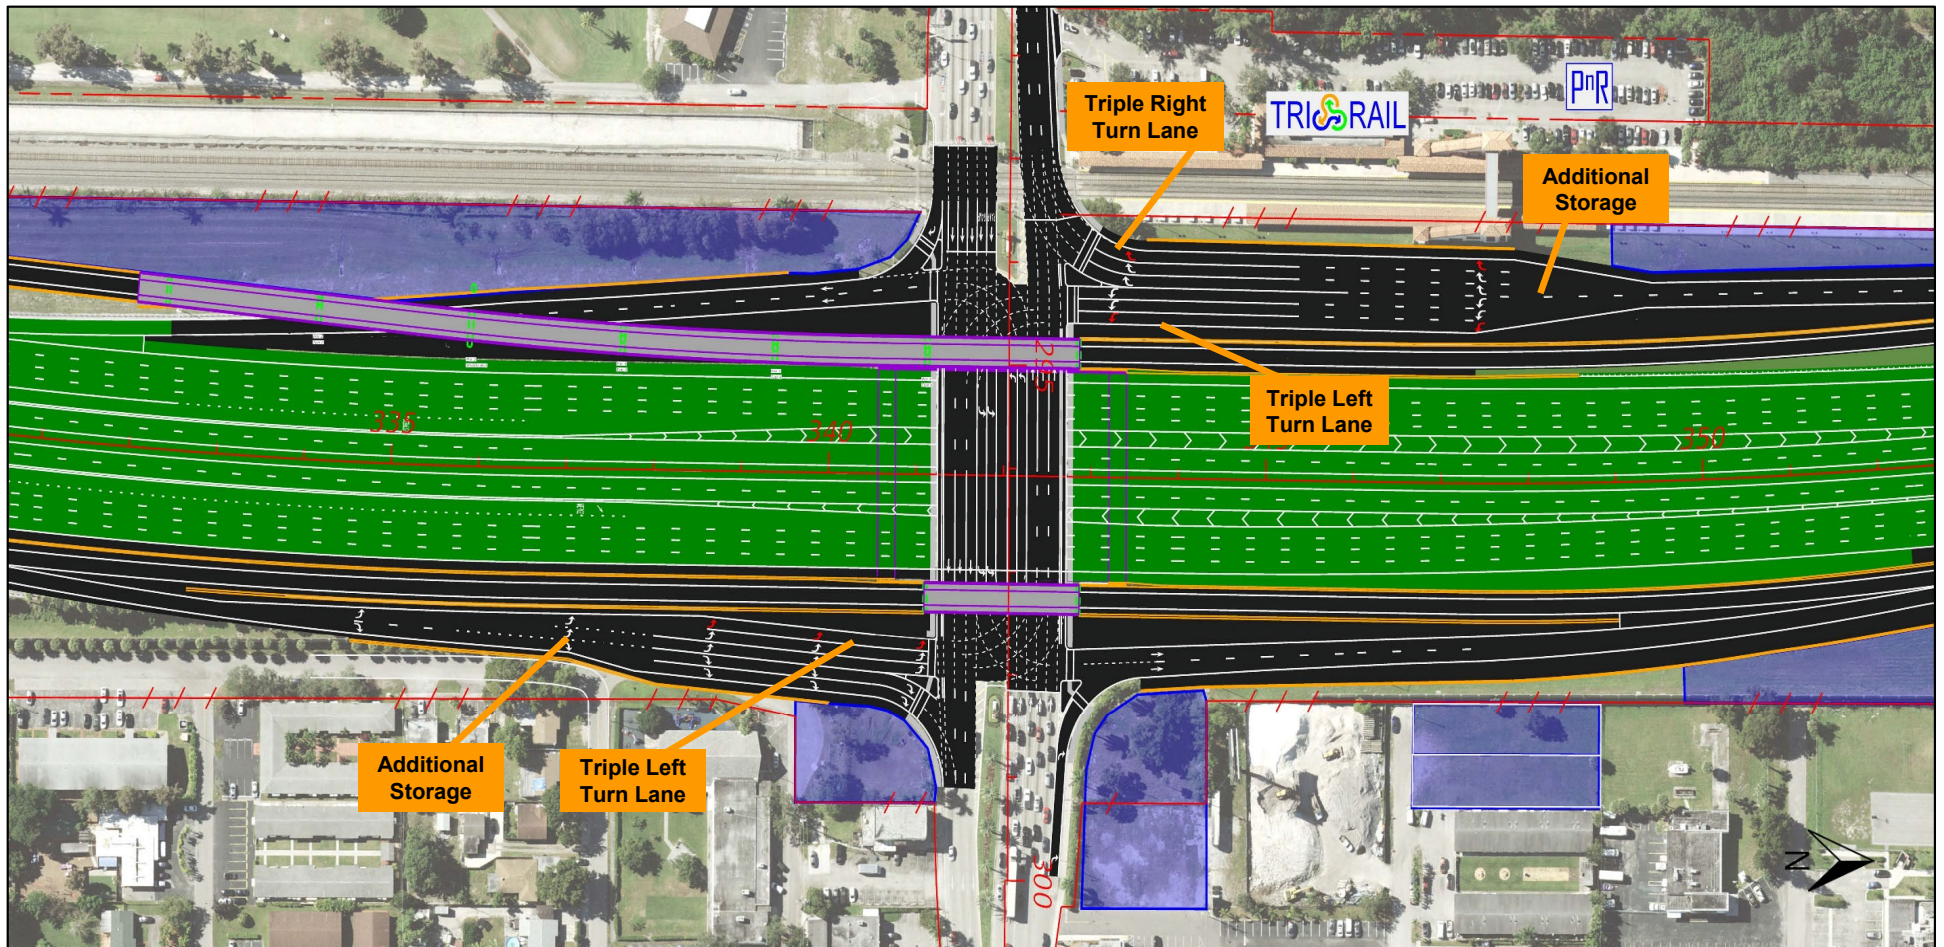 Triple Right
Turn Lane
TRI RAIL
PnR
Additional
Storage
295
Triple Left
Turn Lane
335
340
350
Additional
Storage
Triple Left
Turn Lane
300
N